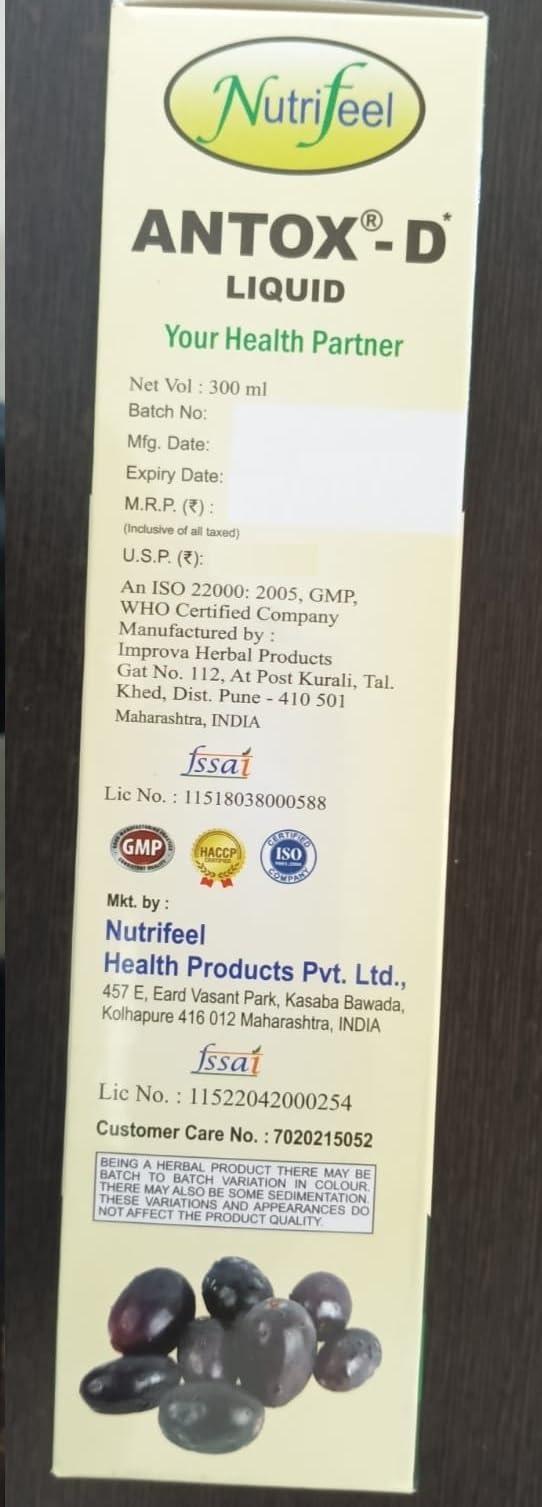 Nutrifeel
ANTOX®-D*
LIQUID
Your Health Partner
Net Vol : 300 ml
Batch No:
Mfg. Date:
Expiry Date:
M.R.P. (₹) :
(Inclusive of all taxed)
U.S.P. (₹):
An ISO 22000: 2005, GMP,
WHO Certified Company
Manufactured by :
Improva Herbal Products
Gat No. 112, At Post Kurali, Tal.
Khed, Dist. Pune - 410 501
Maharashtra, INDIA
fssai
Lic No. : 11518038000588
GMP
HACCP
CERTIFIED
CERTIFIED
ISO
COMPANY
Mkt. by :
Nutrifeel
Health Products Pvt. Ltd.,
457 E, Eard Vasant Park, Kasaba Bawada,
Kolhapure 416 012 Maharashtra, INDIA
fssai
Lic No. : 11522042000254
Customer Care No. : 7020215052
BEING A HERBAL PRODUCT THERE MAY BE
BATCH TO BATCH VARIATION IN COLOUR.
THERE MAY ALSO BE SOME SEDIMENTATION.
THESE VARIATIONS AND APPEARANCES DO
NOT AFFECT THE PRODUCT QUALITY.